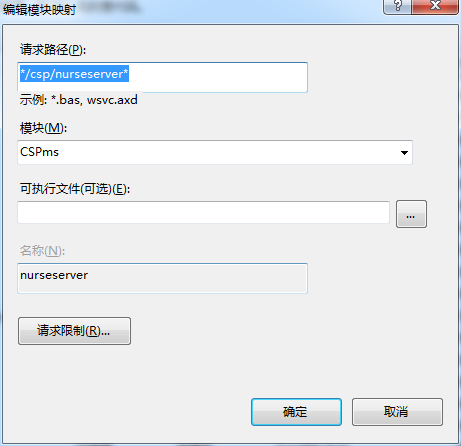 编辑模块映射
请求路径(P):
*/csp/nurseserver*
示例: *.bas, wsvc.axd
模块(M):
CSPms
可执行文件(可选)(E):
...
名称(N):
nurseserver
请求限制(R)...
确定
取消